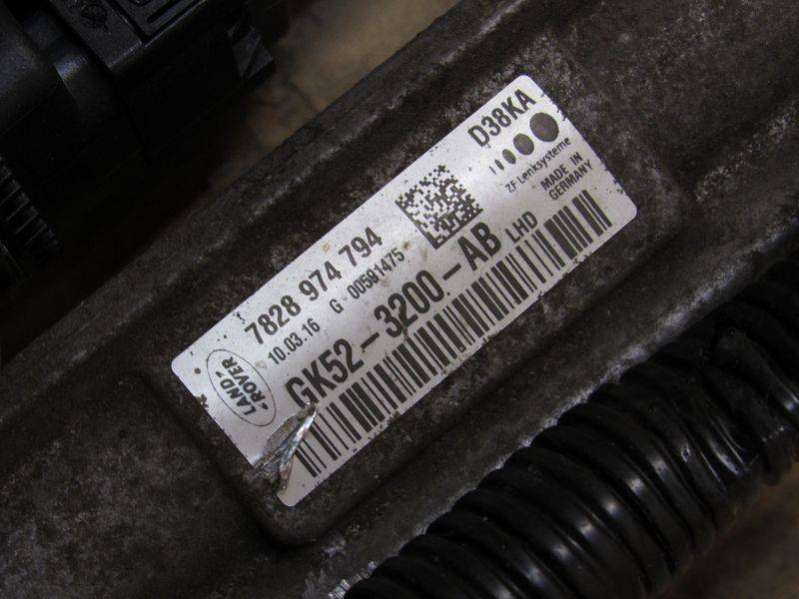 D38KA
ZF Lenksysteme
MADE IN
GERMANY
7828 974 794
10.03.16 G 00591475
LAND
ROVER
GK52-3200-AB LHD